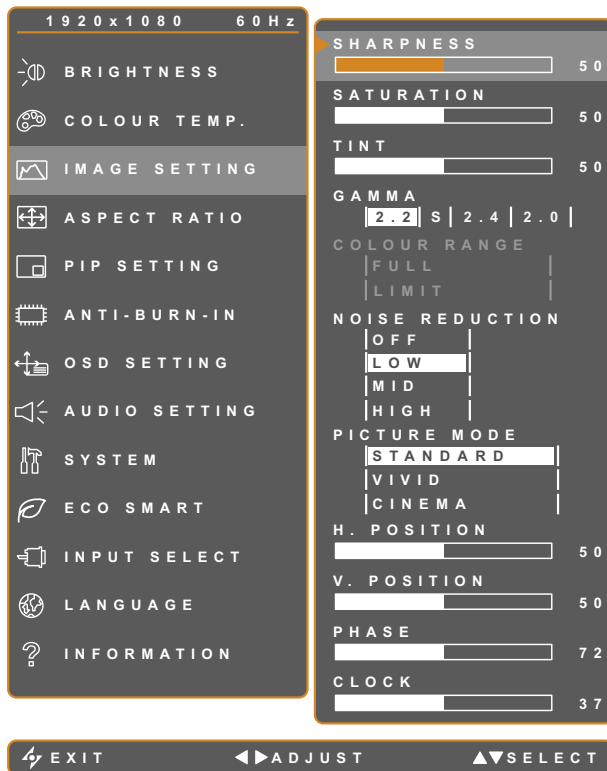 1920x1080 60Hz
BRIGHTNESS
COLOUR TEMP.
IMAGE SETTING
ASPECT RATIO
PIP SETTING
ANTI-BURN-IN
OSD SETTING
AUDIO SETTING
SYSTEM
ECO SMART
INPUT SELECT
LANGUAGE
INFORMATION
SHARPNESS
50
SATURATION
50
TINT
50
GAMMA
2.2 S 2.4 2.0
COLOUR RANGE
FULL
LIMIT
NOISE REDUCTION
OFF
LOW
MID
HIGH
PICTURE MODE
STANDARD
VIVID
CINEMA
H. POSITION
50
V. POSITION
50
PHASE
72
CLOCK
37
EXIT ADJUST SELECT